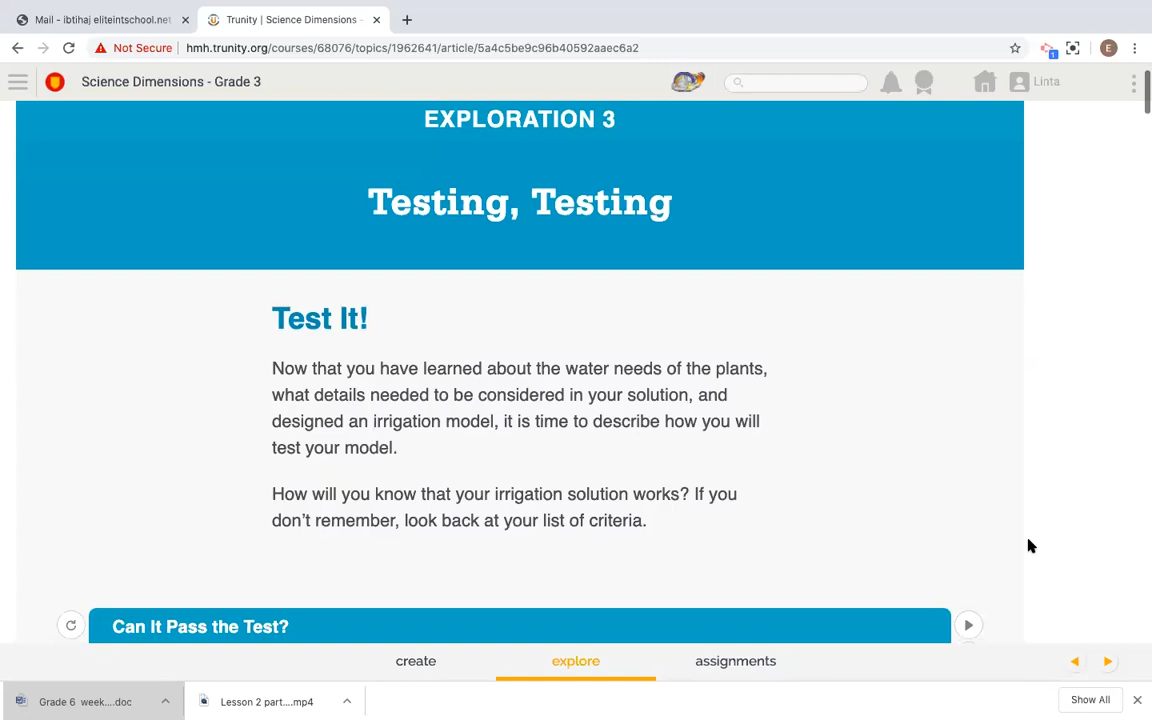 Mail - ibtihaj eliteintschool.net
Trunity | Science Dimensions -
Not Secure
hmh.trunity.org/courses/68076/topics/1962641/article/5a4c5be9c96b40592aaec6a2
1
E
Science Dimensions - Grade 3
Linta
EXPLORATION 3
Testing, Testing
Test It!
Now that you have learned about the water needs of the plants,
what details needed to be considered in your solution, and
designed an irrigation model, it is time to describe how you will
test your model.
How will you know that your irrigation solution works? If you
don't remember, look back at your list of criteria.
Can It Pass the Test?
create
explore
assignments
Grade 6 week....doc
Lesson 2 part....mp4
Show All